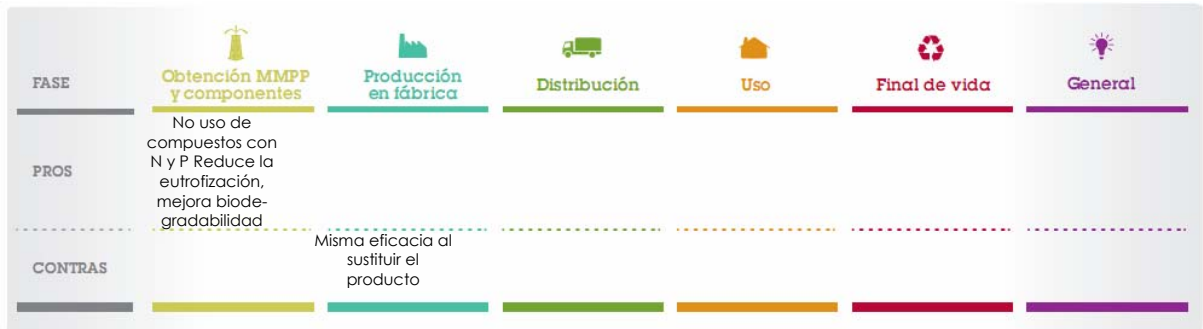 FASE
Obtención MMPP
y componentes
Producción
en fábrica
Distribución
Uso
Final de vida
General
PROS
No uso de
compuestos con
N y P Reduce la
eutrofización,
mejora biode-
gradabilidad
CONTRAS
Misma eficacia al
sustituir el
producto